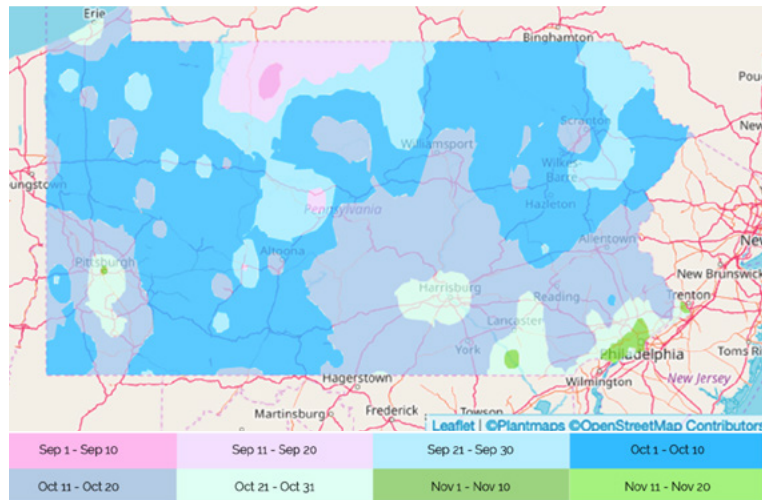 Erie
Binghamton
Pou
Scranton
New
Williamsport
Wilkes-
Barre
oungstown
Hazleton
Pennsylvania
Allentown
Altoona
New
Pittsburgh
New Brunswick
Harrisburg
Reading
Trenton
Lancaster
York
Philadelphia
Toms Ri
Hagerstown
Wilmington
New Jersey
Martinsburg
Frederick
Towson
Leaflet | ©Plantmaps ©OpenStreetMap Contributors
Sep 1 - Sep 10
Sep 11 - Sep 20
Sep 21 - Sep 30
Oct 1 - Oct 10
Oct 11 - Oct 20
Oct 21 - Oct 31
Nov 1 - Nov 10
Nov 11 - Nov 20